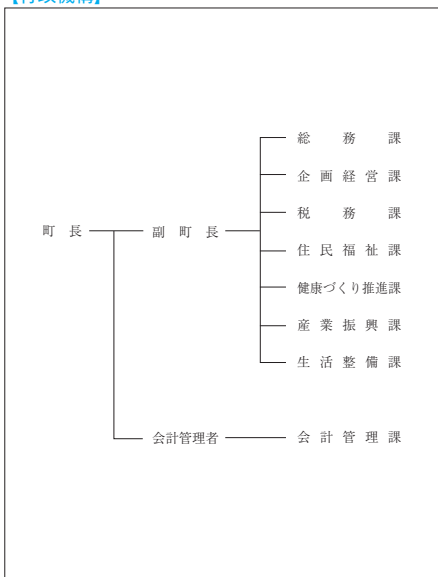 【行政機構】
総務課
企画経営課
税務課
町長 副町長
住民福祉課
健康づくり推進課
産業振興課
生活整備課
会計管理者 会計管理課